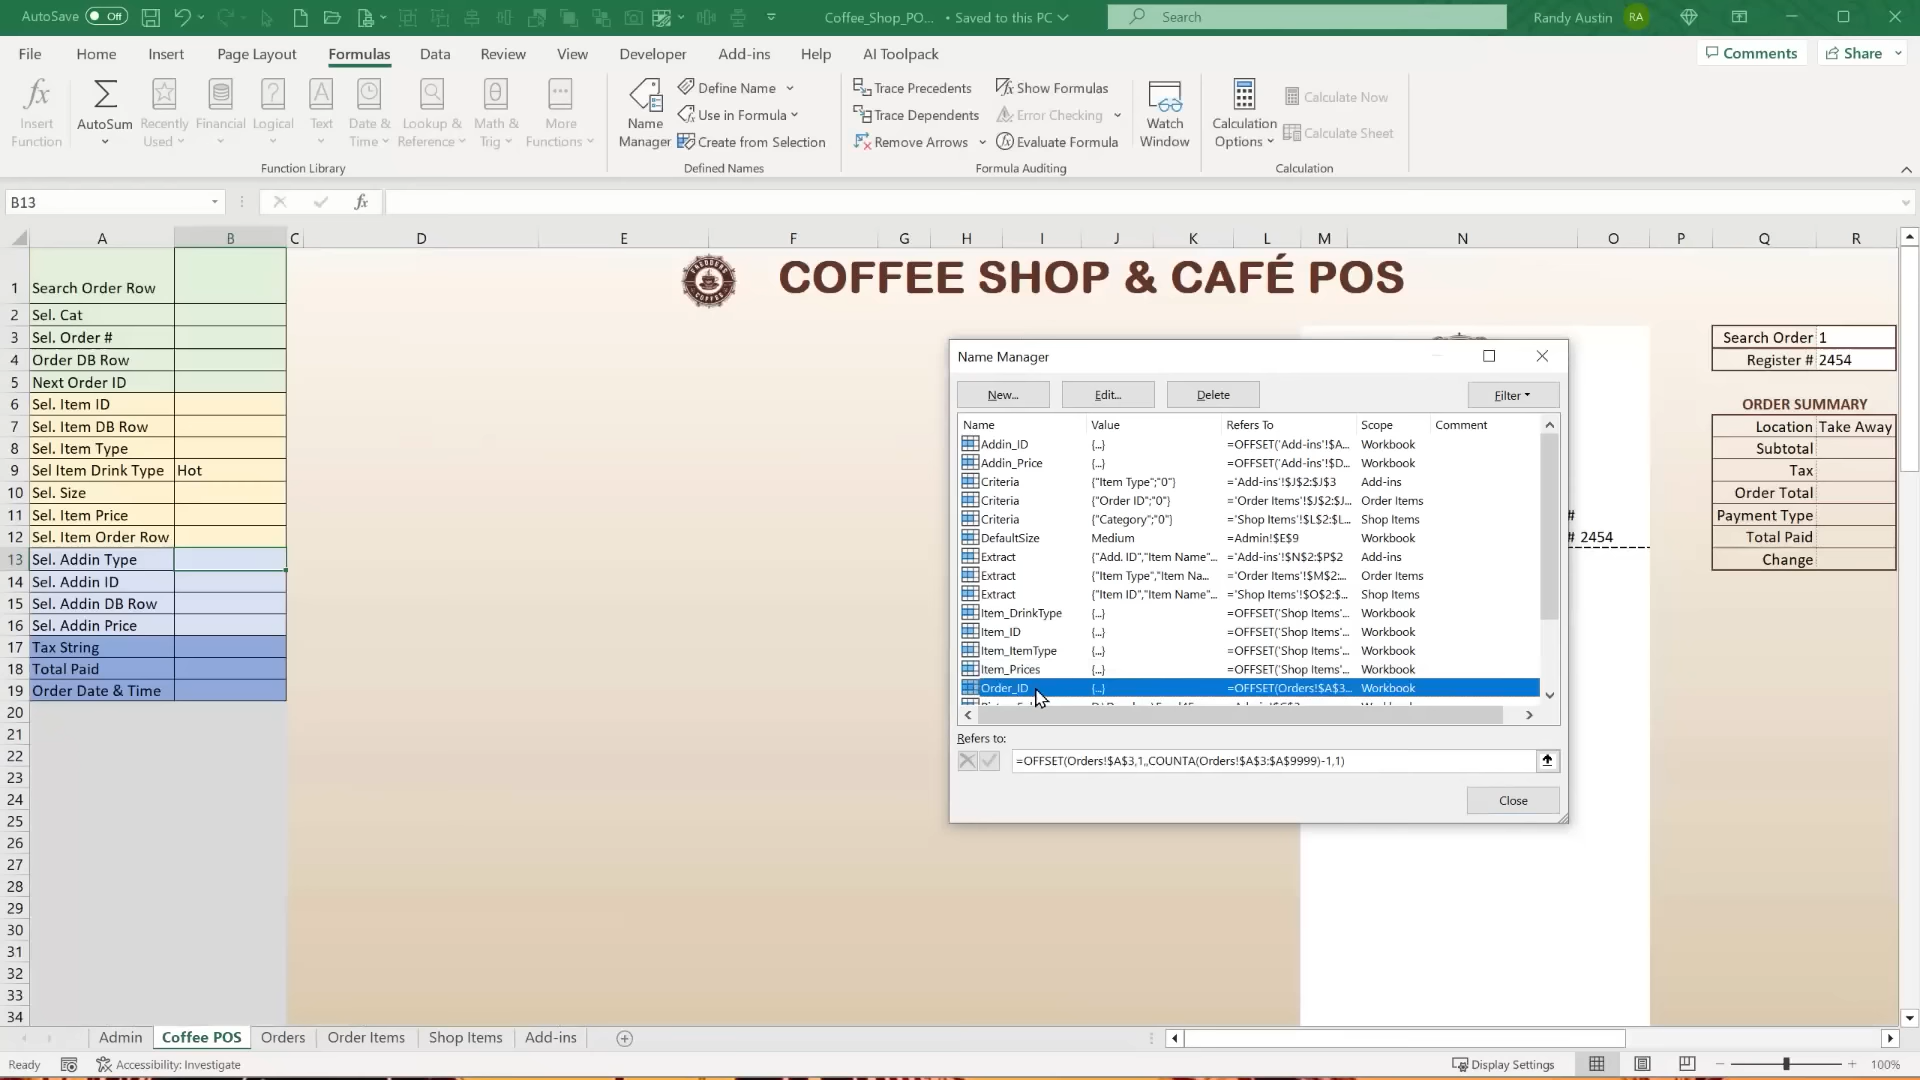 AutoSave Off
Coffee_Shop_PO... • Saved to this PC
Search
Randy Austin RA
File Home Insert Page Layout Formulas Data Review View Developer Add-ins Help AI Toolpack Comments Share
Insert Function
AutoSum
Recently Used
Financial
Logical
Text
Date & Time
Lookup & Reference
Math & Trig
More Functions
Function Library
Name Manager
Define Name
Use in Formula
Create from Selection
Defined Names
Trace Precedents
Trace Dependents
Remove Arrows
Show Formulas
Error Checking
Evaluate Formula
Formula Auditing
Watch Window
Calculation Options
Calculate Now
Calculate Sheet
Calculation
B13 fx
A B C D E F G H I J K L M N O P Q R
COFFEE SHOP & CAFÉ POS
1 Search Order Row
2 Sel. Cat
3 Sel. Order #
4 Order DB Row
5 Next Order ID
6 Sel. Item ID
7 Sel. Item DB Row
8 Sel. Item Type
9 Sel Item Drink Type Hot
10 Sel. Size
11 Sel. Item Price
12 Sel. Item Order Row
13 Sel. Addin Type
14 Sel. Addin ID
15 Sel. Addin DB Row
16 Sel. Addin Price
17 Tax String
18 Total Paid
19 Order Date & Time
20
21
22
23
24
25
26
27
28
29
30
31
32
33
34
Name Manager
New... Edit... Delete Filter
Name Value Refers To Scope Comment
Addin_ID {...} =OFFSET('Add-ins'!$A... Workbook
Addin_Price {...} =OFFSET('Add-ins'!$D... Workbook
Criteria {"Item Type";"0"} ='Add-ins'!$J$2:$J$3 Add-ins
Criteria {"Order ID";"0"} ='Order Items'!$J$2:$J... Order Items
Criteria {"Category";"0"} ='Shop Items'!$L$2:$L... Shop Items
DefaultSize Medium =Admin!$E$9 Workbook
Extract {"Add. ID","Item Name"... ='Add-ins'!$N$2:$P$2 Add-ins
Extract {"Item Type","Item Na... ='Order Items'!$M$2:... Order Items
Extract {"Item ID","Item Name"... ='Shop Items'!$O$2:$... Shop Items
Item_DrinkType {...} =OFFSET('Shop Items'... Workbook
Item_ID {...} =OFFSET('Shop Items'... Workbook
Item_ItemType {...} =OFFSET('Shop Items'... Workbook
Item_Prices {...} =OFFSET('Shop Items'... Workbook
Order_ID {...} =OFFSET(Orders!$A$3... Workbook
Refers to:
=OFFSET(Orders!$A$3,1,,COUNTA(Orders!$A$3:$A$9999)-1,1)
Close
#
# 2454
Search Order 1
Register # 2454
ORDER SUMMARY
Location Take Away
Subtotal
Tax
Order Total
Payment Type
Total Paid
Change
Admin Coffee POS Orders Order Items Shop Items Add-ins
Ready Accessibility: Investigate Display Settings 100%